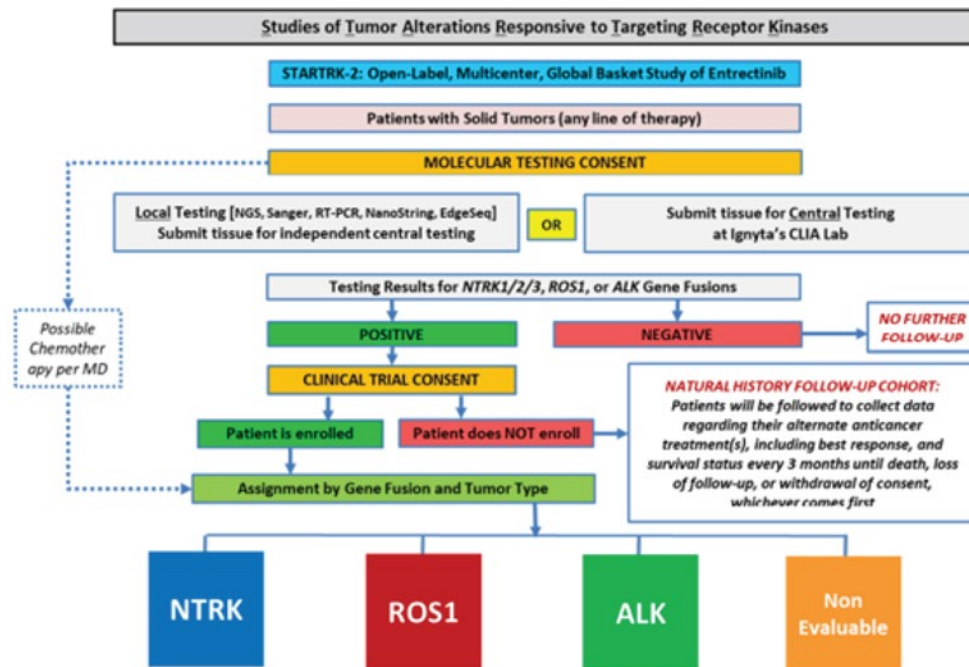 Studies of Tumor Alterations Responsive to Targeting Receptor Kinases
STARTRK-2: Open-Label, Multicenter, Global Basket Study of Entrectinib
Patients with Solid Tumors (any line of therapy)
MOLECULAR TESTING CONSENT
Local Testing [NGS, Sanger, RT-PCR, NanoString, EdgeSeq]
Submit tissue for independent central testing
OR
Submit tissue for Central Testing
at Ignyta's CLIA Lab
Testing Results for NTRK1/2/3, ROS1, or ALK Gene Fusions
POSITIVE
NEGATIVE
NO FURTHER
FOLLOW-UP
Possible
Chemother
apy per MD
CLINICAL TRIAL CONSENT
Patient is enrolled
Patient does NOT enroll
NATURAL HISTORY FOLLOW-UP COHORT:
Patients will be followed to collect data
regarding their alternate anticancer
treatment(s), including best response, and
survival status every 3 months until death, loss
of follow-up, or withdrawal of consent,
whichever comes first
Assignment by Gene Fusion and Tumor Type
NTRK
ROS1
ALK
Non
Evaluable